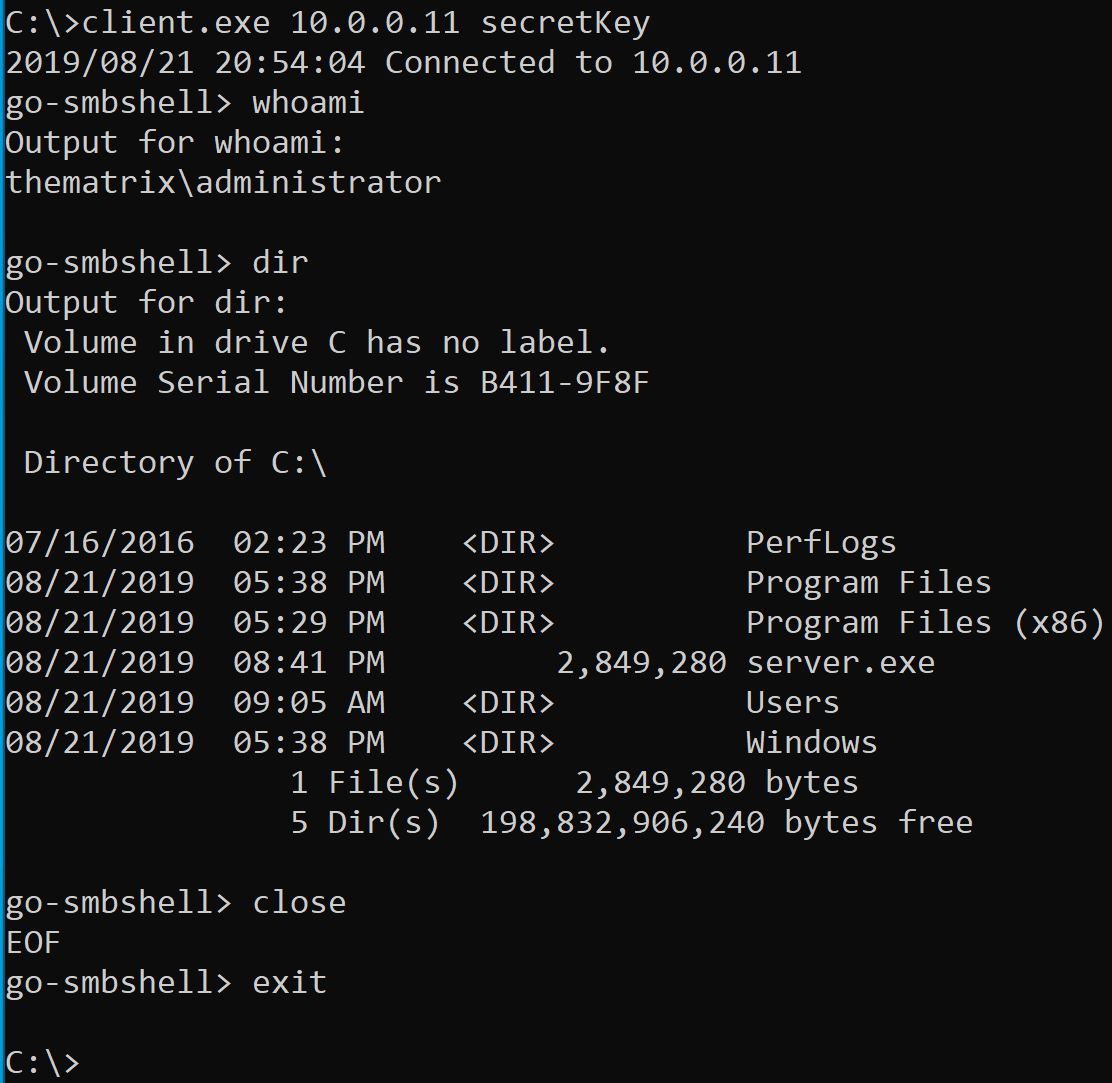 C:\>client.exe 10.0.0.11 secretKey
2019/08/21 20:54:04 Connected to 10.0.0.11
go-smbshell> whoami
Output for whoami:
thematrix\administrator

go-smbshell> dir
Output for dir:
 Volume in drive C has no label.
 Volume Serial Number is B411-9F8F

 Directory of C:\

07/16/2016  02:23 PM    <DIR>          PerfLogs
08/21/2019  05:38 PM    <DIR>          Program Files
08/21/2019  05:29 PM    <DIR>          Program Files (x86)
08/21/2019  08:41 PM         2,849,280 server.exe
08/21/2019  09:05 AM    <DIR>          Users
08/21/2019  05:38 PM    <DIR>          Windows
               1 File(s)      2,849,280 bytes
               5 Dir(s)  198,832,906,240 bytes free

go-smbshell> close
EOF
go-smbshell> exit

C:\>